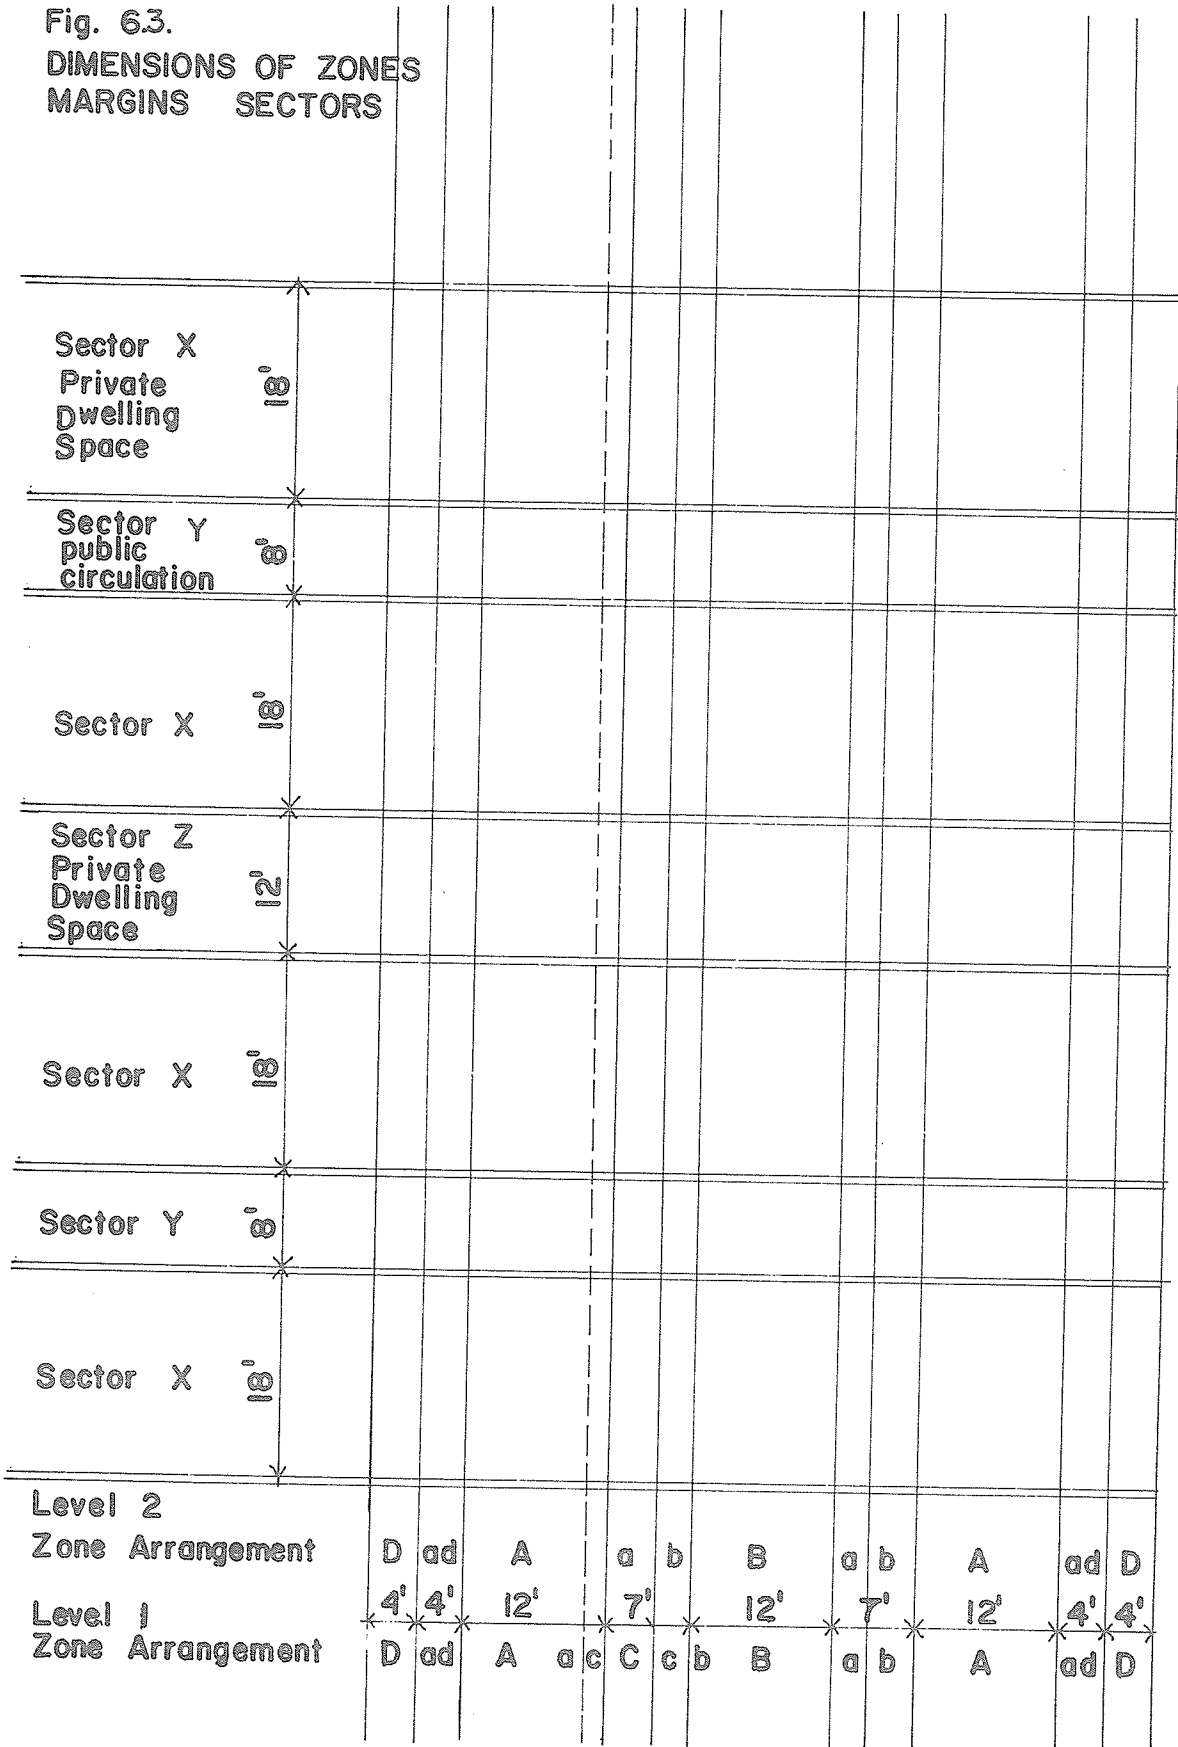 Fig. 6.3.
DIMENSIONS OF ZONES
MARGINS SECTORS
Sector X
Private
Dwelling
Space
18'
Sector Y
public
circulation
8'
Sector X
18'
Sector Z
Private
Dwelling
Space
12'
Sector X
18'
Sector Y
8'
Sector X
18'
Level 2
Zone Arrangement D ad A a b B a b A ad D
4' 4' 12' 7' 12' 7' 12' 4' 4'
Level 1
Zone Arrangement D ad A a c C c b B a b A ad D